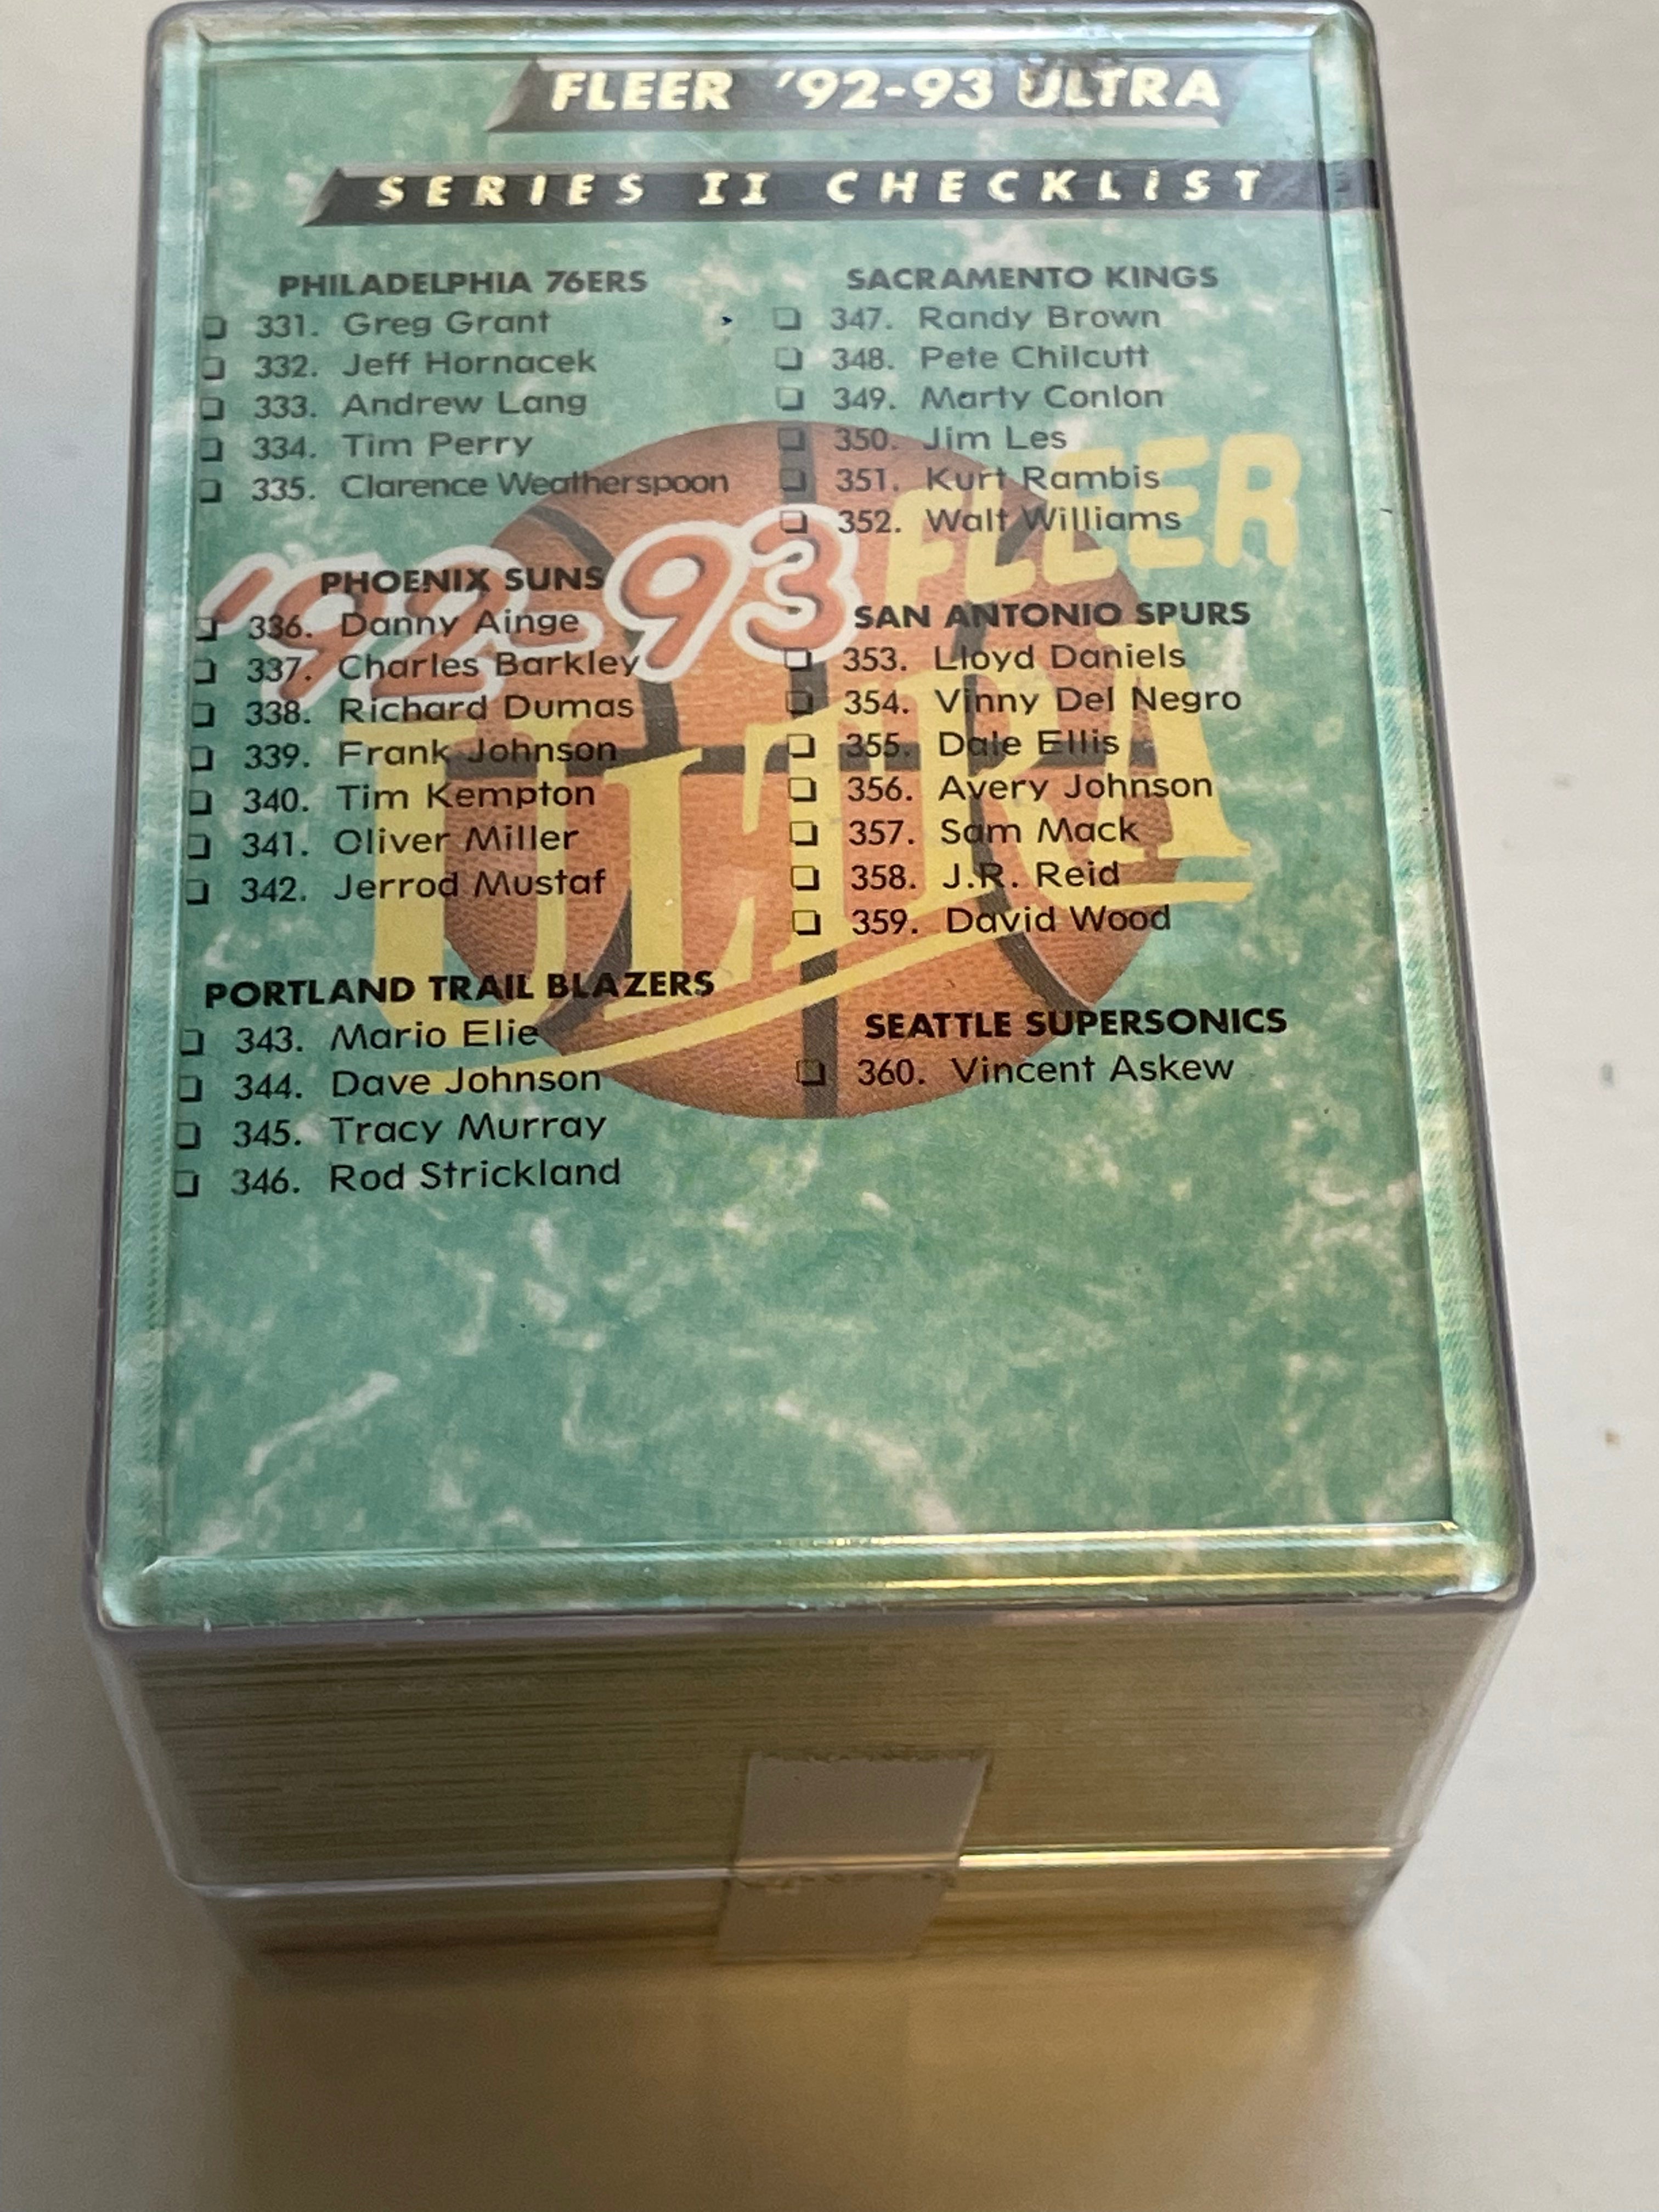 FLEER '92-93 ULTRA
SERIES II CHECKLIST
PHILADELPHIA 76ERS
331. Greg Grant
332. Jeff Hornacek
333. Andrew Lang
334. Tim Perry
335. Clarence Weatherspoon
PHOENIX SUNS
336. Danny Ainge
337. Charles Barkley
338. Richard Dumas
339. Frank Johnson
340. Tim Kempton
341. Oliver Miller
342. Jerrod Mustaf
PORTLAND TRAIL BLAZERS
343. Mario Elie
344. Dave Johnson
345. Tracy Murray
346. Rod Strickland
SACRAMENTO KINGS
347. Randy Brown
348. Pete Chilcutt
349. Marty Conlon
350. Jim Les
351. Kurt Rambis
352. Walt Williams
SAN ANTONIO SPURS
353. Lloyd Daniels
354. Vinny Del Negro
355. Dale Ellis
356. Avery Johnson
357. Sam Mack
358. J.R. Reid
359. David Wood
SEATTLE SUPERSONICS
360. Vincent Askew
'92-93 FLEER
ULTRA